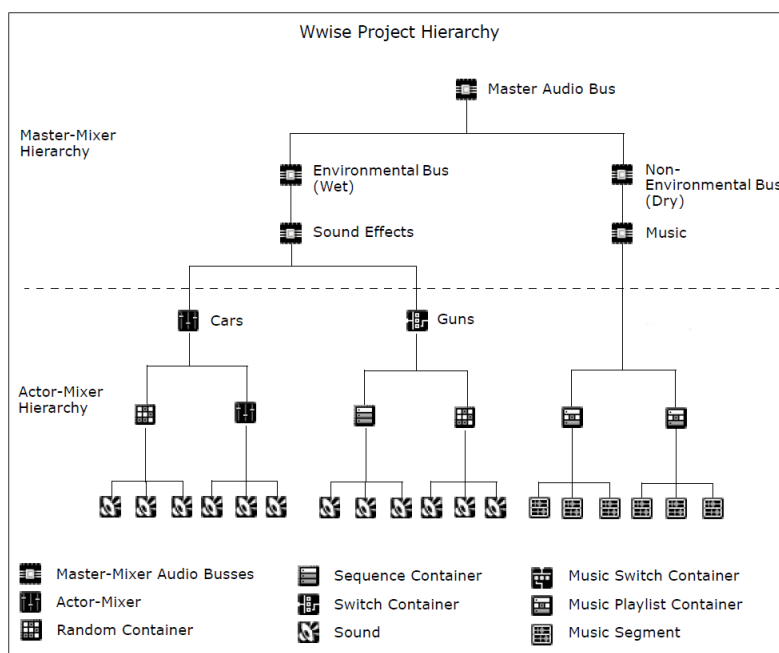 Wwise Project Hierarchy
Master Audio Bus
Master-Mixer
Hierarchy
Environmental Bus
(Wet)
Non-
Environmental Bus
(Dry)
Sound Effects
Music
Cars
Guns
Actor-Mixer
Hierarchy
Master-Mixer Audio Busses
Sequence Container
Music Switch Container
Actor-Mixer
Switch Container
Music Playlist Container
Random Container
Sound
Music Segment